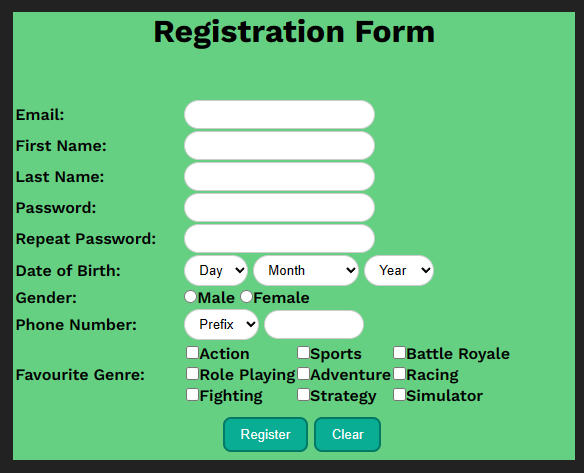 Registration Form
Email:
First Name:
Last Name:
Password:
Repeat Password:
Date of Birth: Day Month Year
Gender: Male Female
Phone Number: Prefix
Action Sports Battle Royale
Favourite Genre: Role Playing Adventure Racing
Fighting Strategy Simulator
Register Clear